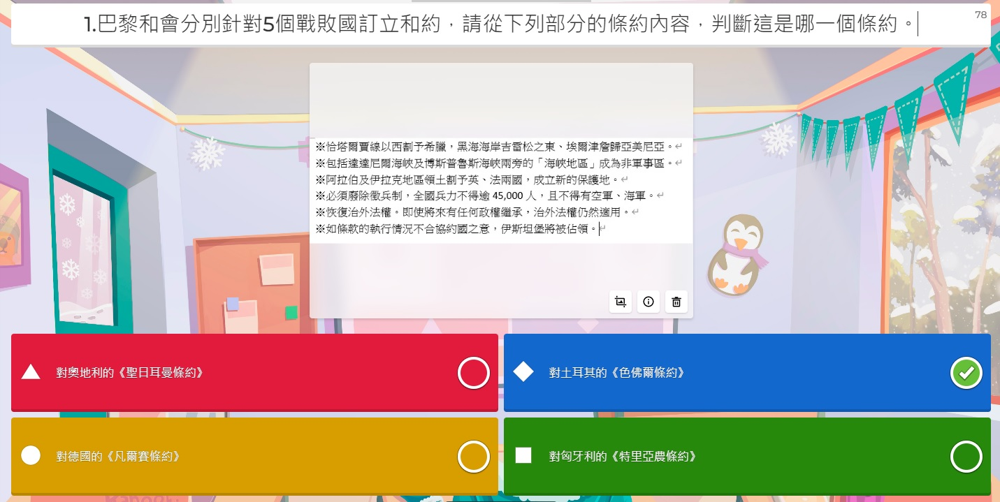 1.巴黎和會分別針對5個戰敗國訂立和約，請從下列部分的條約內容，判斷這是哪一個條約。
78
※恰塔爾賈線以西割予希臘，黑海海岸吉雷松之東、埃爾津詹歸亞美尼亞。
※包括達達尼爾海峽及博斯普魯斯海峽兩旁的「海峽地區」成為非軍事區。
※阿拉伯及伊拉克地區領土割予英、法兩國，成立新的保護地。
※必須廢除徵兵制，全國兵力不得逾 45,000 人，且不得有空軍、海軍。
※恢復治外法權。即使將來有任何政權繼承，治外法權仍然適用。
※如條款的執行情況不合協約國之意，伊斯坦堡將被佔領。
對奧地利的《聖日耳曼條約》
對土耳其的《色佛爾條約》
對德國的《凡爾賽條約》
對匈牙利的《特里亞農條約》